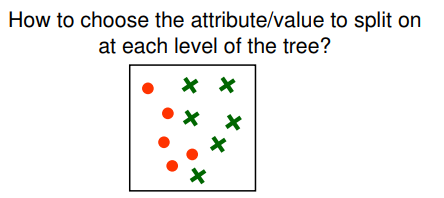 How to choose the attribute/value to split on
at each level of the tree?